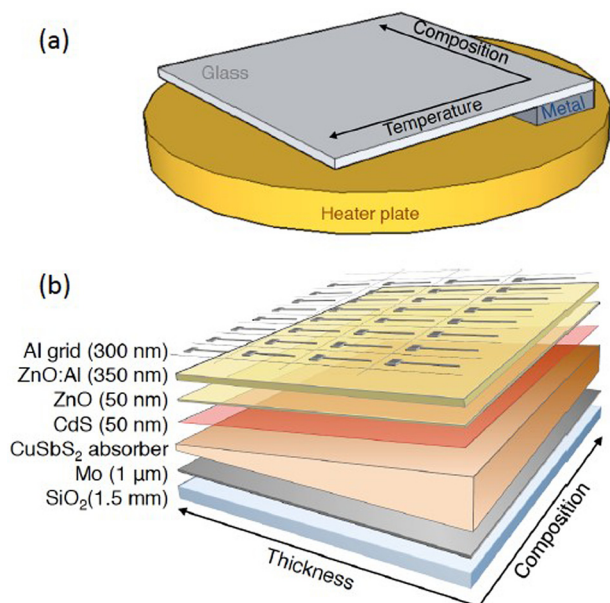 (a)
Composition
Glass
Temperature
Metal
Heater plate
(b)
Al grid (300 nm)
ZnO:Al (350 nm)
ZnO (50 nm)
CdS (50 nm)
CuSbS₂ absorber
Mo (1 µm)
SiO₂(1.5 mm)
Thickness
Composition